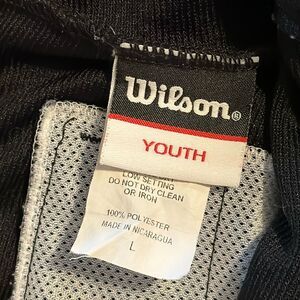 Wilson®
YOUTH
LOW SETTING
DO NOT DRY CLEAN
OR IRON
100% POLYESTER
MADE IN NICARAGUA
L